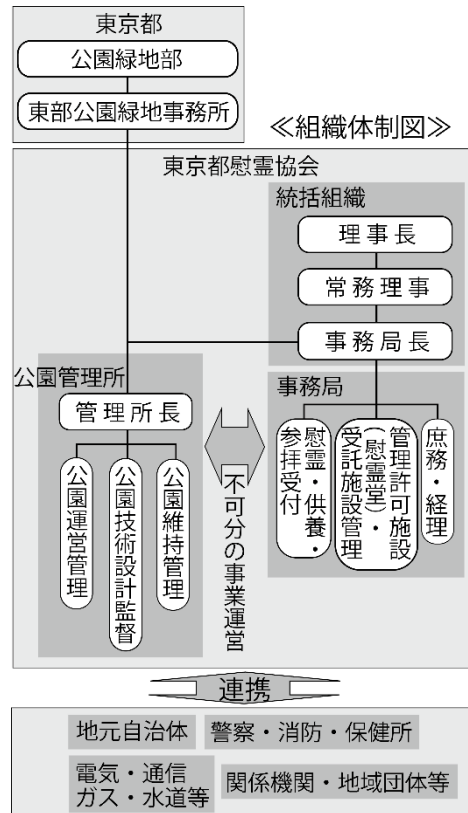 東京都
公園緑地部
東部公園緑地事務所
≪組織体制図≫
東京都慰霊協会
統括組織
理事長
常務理事
事務局長
公園管理所
管理所長
公園運営管理
公園技術設計監督
公園維持管理
不可分の事業運営
事務局
慰霊・供養・
参拝受付
管理許可施設
(慰霊堂)・
受託施設管理
庶務・経理
連携
地元自治体
警察・消防・保健所
電気・通信
ガス・水道等
関係機関・地域団体等